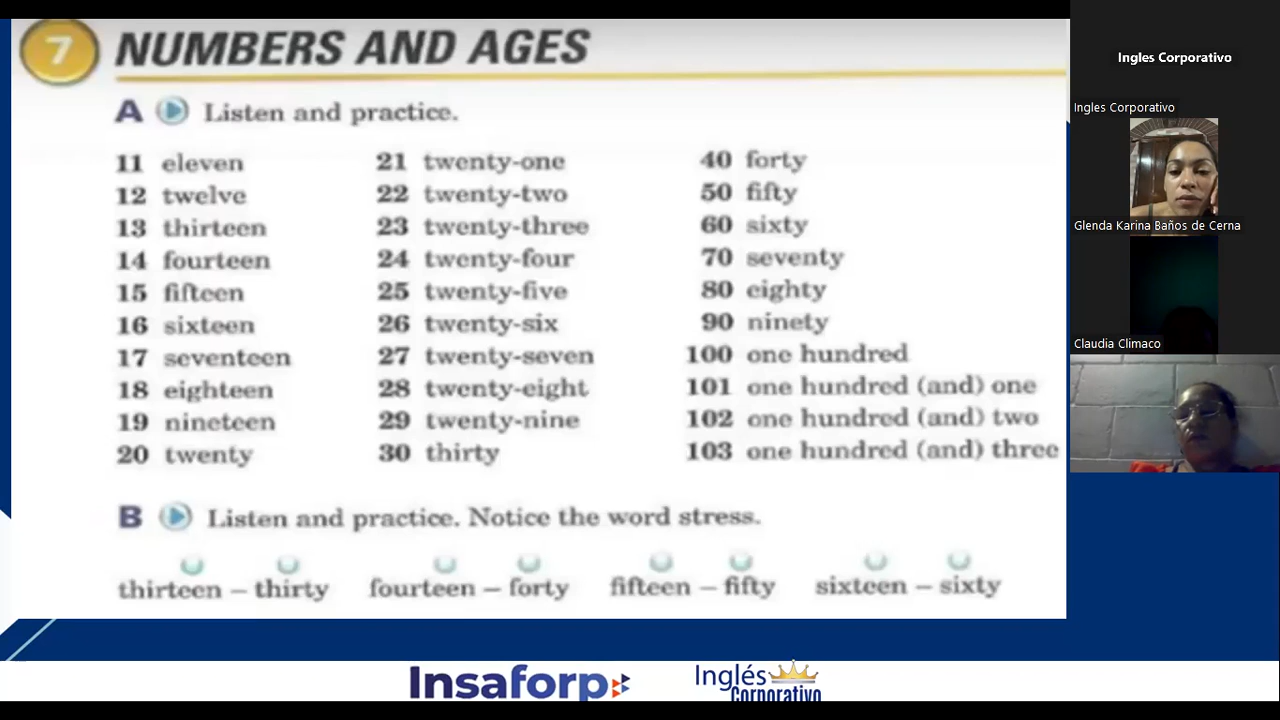 7 NUMBERS AND AGES
A Listen and practice.
11 eleven 21 twenty-one 40 forty
12 twelve 22 twenty-two 50 fifty
13 thirteen 23 twenty-three 60 sixty
14 fourteen 24 twenty-four 70 seventy
15 fifteen 25 twenty-five 80 eighty
16 sixteen 26 twenty-six 90 ninety
17 seventeen 27 twenty-seven 100 one hundred
18 eighteen 28 twenty-eight 101 one hundred (and) one
19 nineteen 29 twenty-nine 102 one hundred (and) two
20 twenty 30 thirty 103 one hundred (and) three
B Listen and practice. Notice the word stress.
thirteen – thirty fourteen – forty fifteen – fifty sixteen – sixty
Insaforp
Inglés
Corporativo
Ingles Corporativo
Ingles Corporativo
Glenda Karina Baños de Cerna
Claudia Climaco